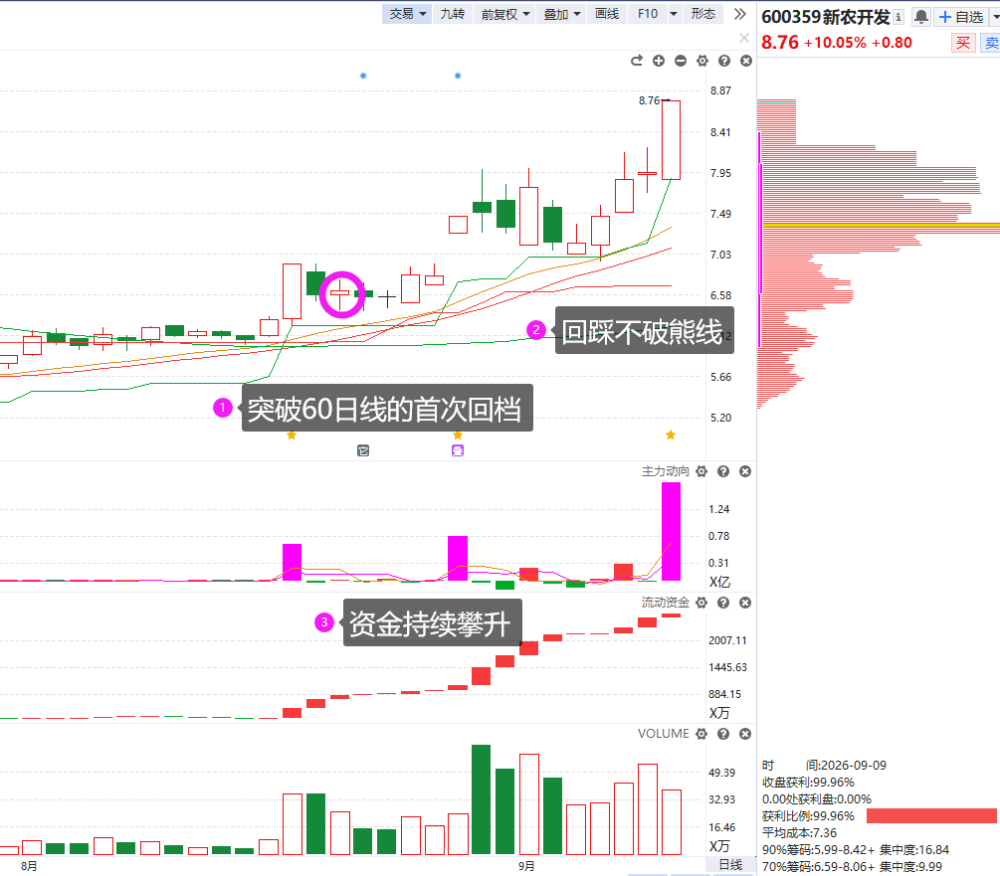 交易 九转 前复权 叠加 画线 F10 形态
600359新农开发 自选
8.76 +10.05% +0.80 买 卖
8.87
8.76
8.41
7.95
7.49
7.03
6.58
2 回踩不破熊线
5.66
1 突破60日线的首次回档
5.20
主力动向
1.24
0.78
0.31
X亿
流动资金
3 资金持续攀升
2007.11
1445.63
884.15
X万
VOLUME
49.39
32.93
16.46
X万
8月 9月 日线
时 间:2026-09-09
收盘获利:99.96%
0.00处获利盘:0.00%
获利比例:99.96%
平均成本:7.36
90%筹码:5.99-8.42+ 集中度:16.84
70%筹码:6.59-8.06+ 集中度:9.99